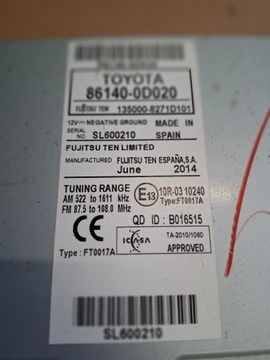 TOYOTA
86140-0D020
FUJITSU TEN 135000-8271D101
12V NEGATIVE GROUND MADE IN
SERIAL NO. SL600210 SPAIN
FUJITSU TEN LIMITED
MANUFACTURED FUJITSU TEN ESPAÑA,S.A.
June 2014
TUNING RANGE
AM 522 to 1611 kHz
FM 87.5 to 108.0 MHz
E13 10R-03 10240
Type:FT0017A
QD ID: B016515
CE
Type: FT0017A
ICASA
TA-2010/1060
APPROVED
SL600210